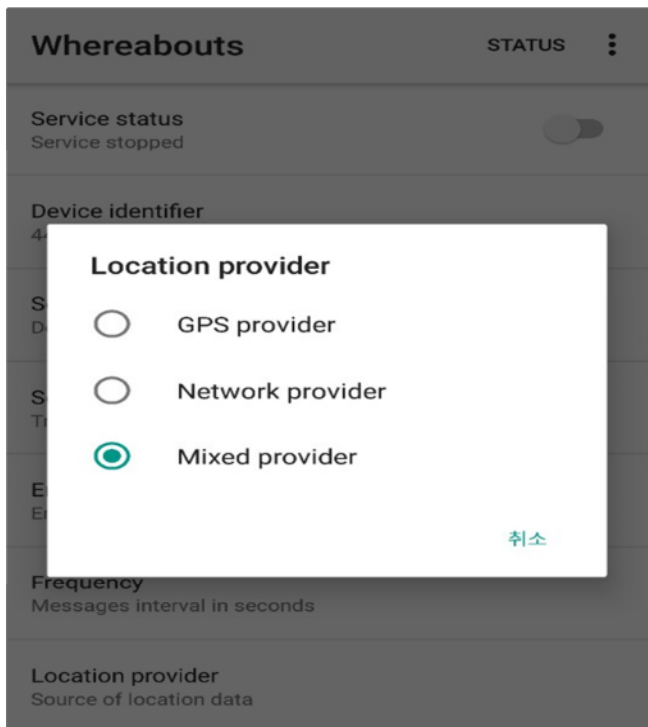 Whereabouts STATUS
Service status
Service stopped
Device identifier
Location provider
GPS provider
Network provider
Mixed provider
취소
Frequency
Messages interval in seconds
Location provider
Source of location data